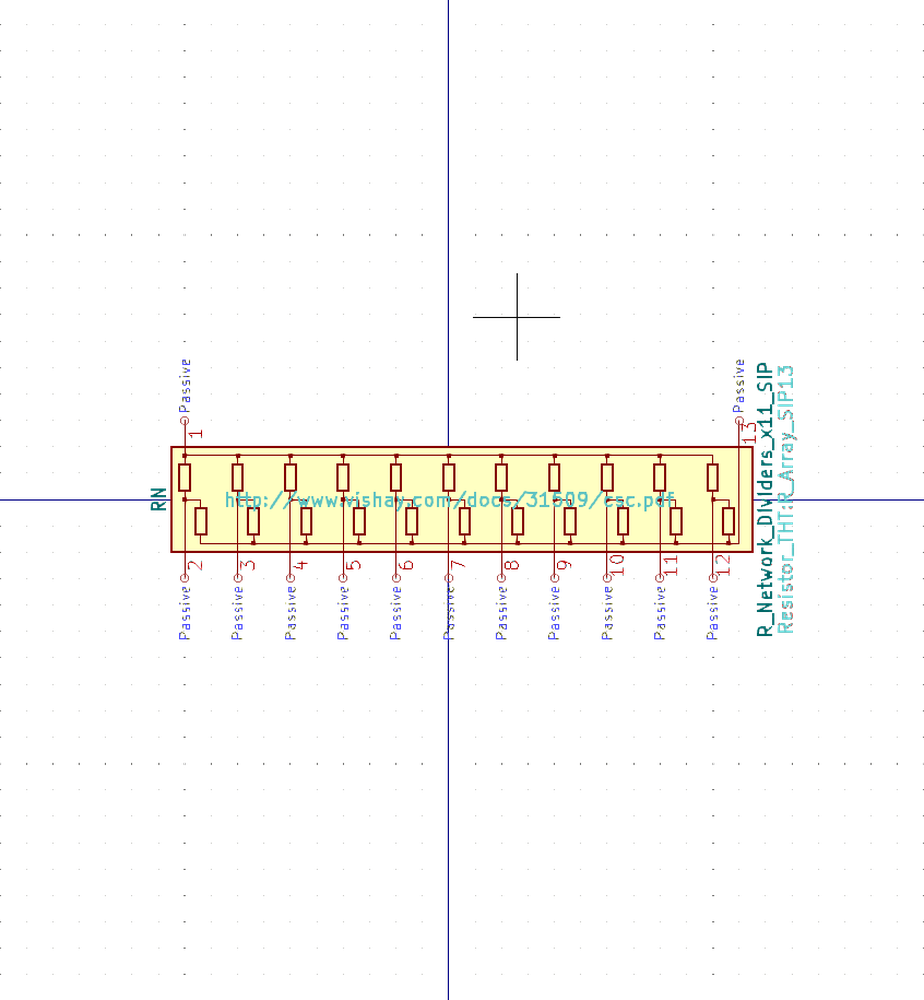 Passive
Passive
1
13
RN
http://www.vishay.com/docs/31509/csc.pdf
R_Network_Dividers_x11_SIP
Resistor_THT:R_Array_SIP13
2
3
4
5
6
7
8
9
10
11
12
Passive
Passive
Passive
Passive
Passive
Passive
Passive
Passive
Passive
Passive
Passive